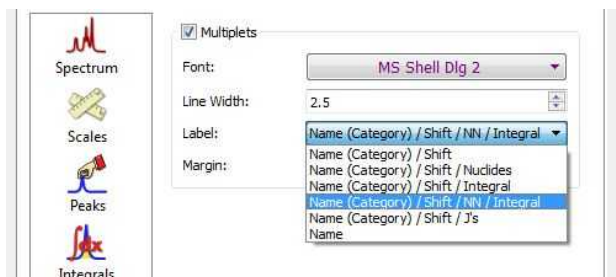 Spectrum
Scales
Peaks
Integrals
Multiplets
Font: MS Shell Dlg 2
Line Width: 2.5
Label: Name (Category) / Shift / NN / Integral
Margin:
Name (Category) / Shift
Name (Category) / Shift / Nuclides
Name (Category) / Shift / Integral
Name (Category) / Shift / NN / Integral
Name (Category) / Shift / J's
Name